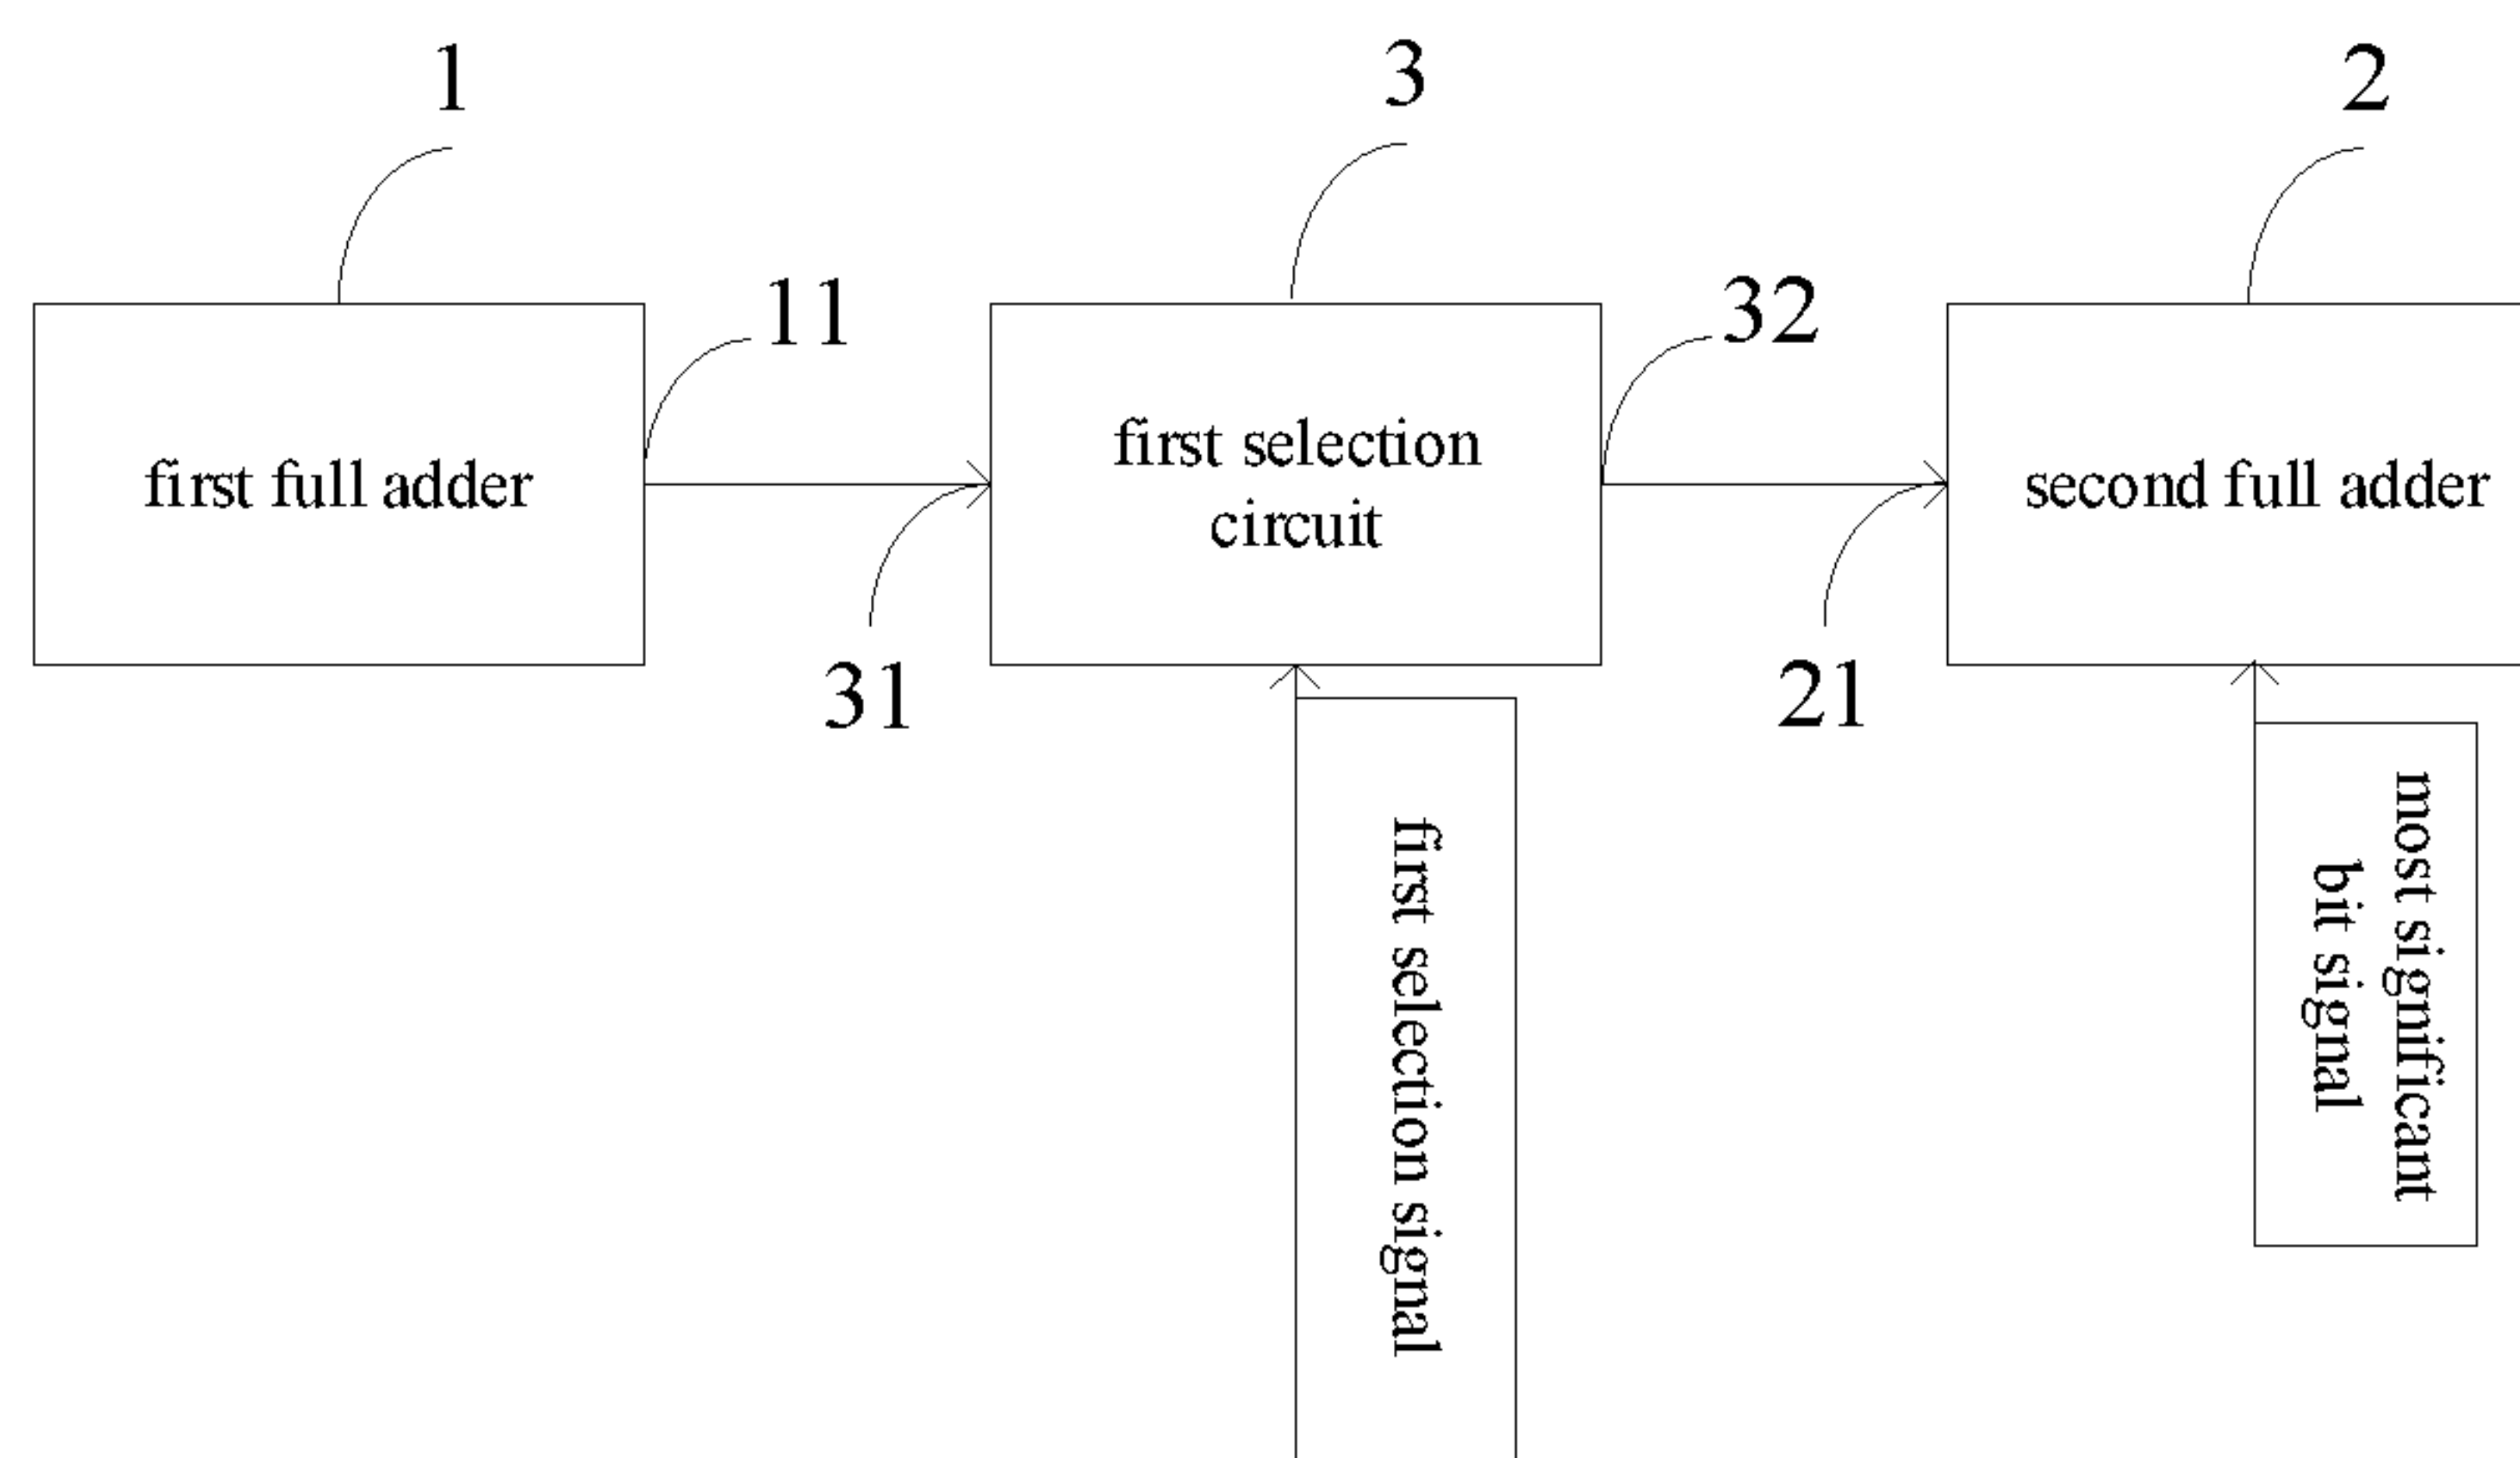 1
3
2
11
32
first full adder
first selection
circuit
second full adder
31
21
first selection signal
most significant
bit signal